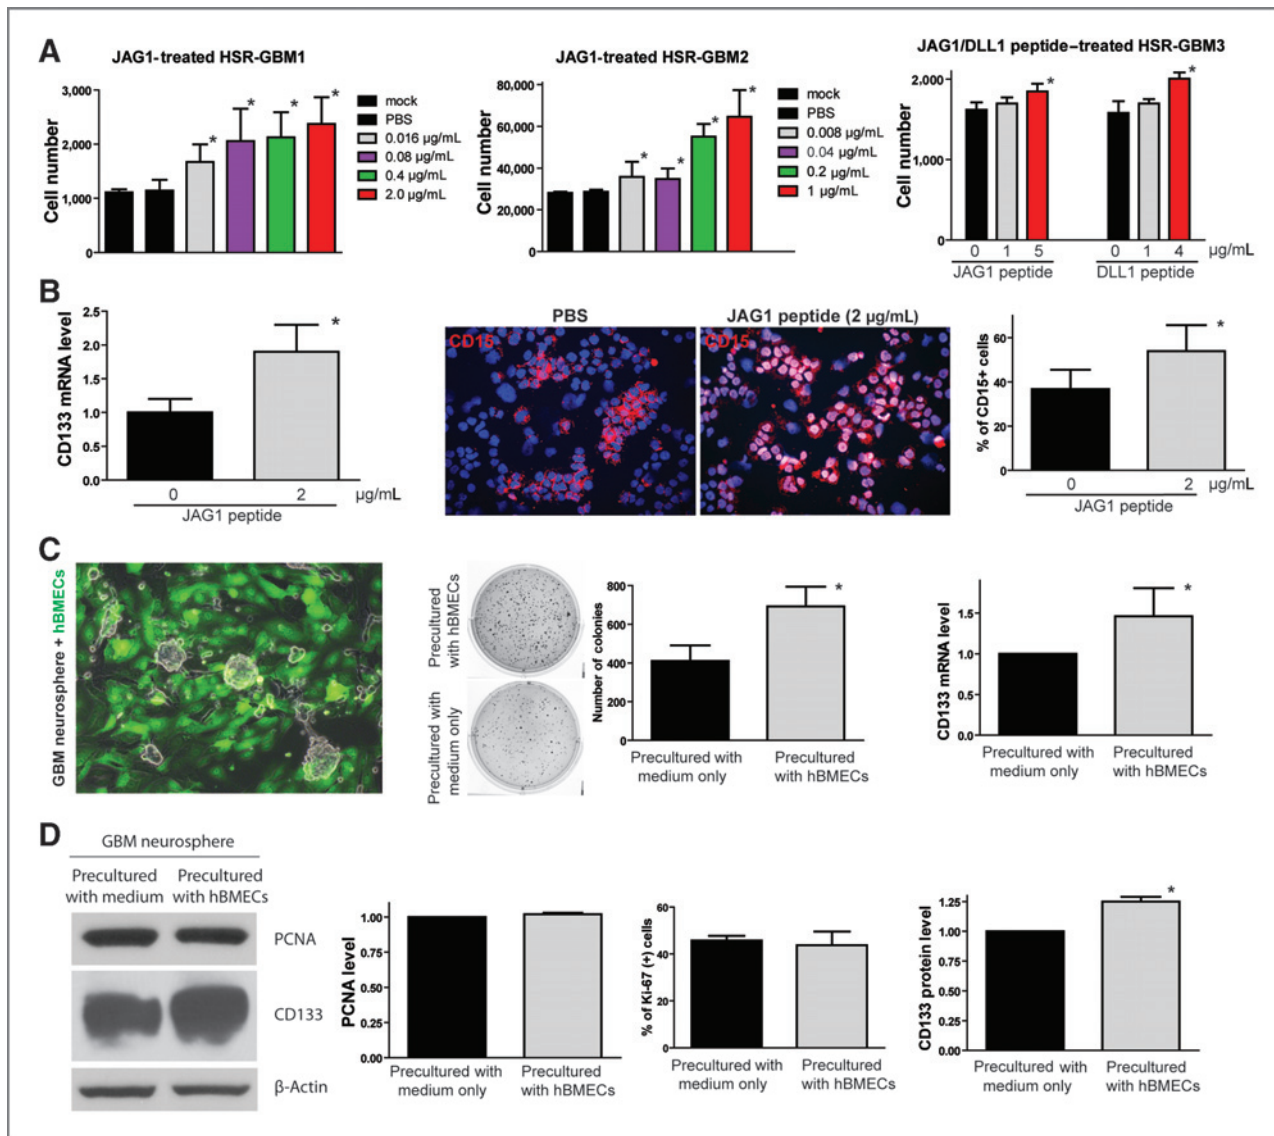 A
JAG1-treated HSR-GBM1
Cell number
3,000
2,000
1,000
0
mock
PBS
0.016 µg/mL
0.08 µg/mL
0.4 µg/mL
2.0 µg/mL
*
*
*
*
JAG1-treated HSR-GBM2
Cell number
80,000
60,000
40,000
20,000
0
mock
PBS
0.008 µg/mL
0.04 µg/mL
0.2 µg/mL
1 µg/mL
*
*
*
*
JAG1/DLL1 peptide–treated HSR-GBM3
Cell number
2,000
1,000
0
*
*
0 1 5 0 1 4 µg/mL
JAG1 peptide DLL1 peptide
B
CD133 mRNA level
2.5
2.0
1.5
1.0
0.5
0.0
*
0 2 µg/mL
JAG1 peptide
PBS
CD15
JAG1 peptide (2 µg/mL)
CD15
% of CD15+ cells
60
40
20
0
*
0 2 µg/mL
JAG1 peptide
C
GBM neurosphere + hBMECs
Precultured
with hBMECs
Precultured with
medium only
Number of colonies
800
600
400
200
0
*
Precultured with
medium only
Precultured
with hBMECs
CD133 mRNA level
1.5
1.0
0.5
0.0
*
Precultured with
medium only
Precultured
with hBMECs
D
GBM neurosphere
Precultured
with medium
Precultured
with hBMECs
PCNA
CD133
β-Actin
PCNA level
1.00
0.75
0.50
0.25
0.00
Precultured with
medium only
Precultured
with hBMECs
% of Ki-67 (+) cells
60
40
20
0
Precultured with
medium only
Precultured
with hBMECs
CD133 protein level
1.25
1.00
0.75
0.50
0.25
0.00
*
Precultured with
medium only
Precultured
with hBMECs